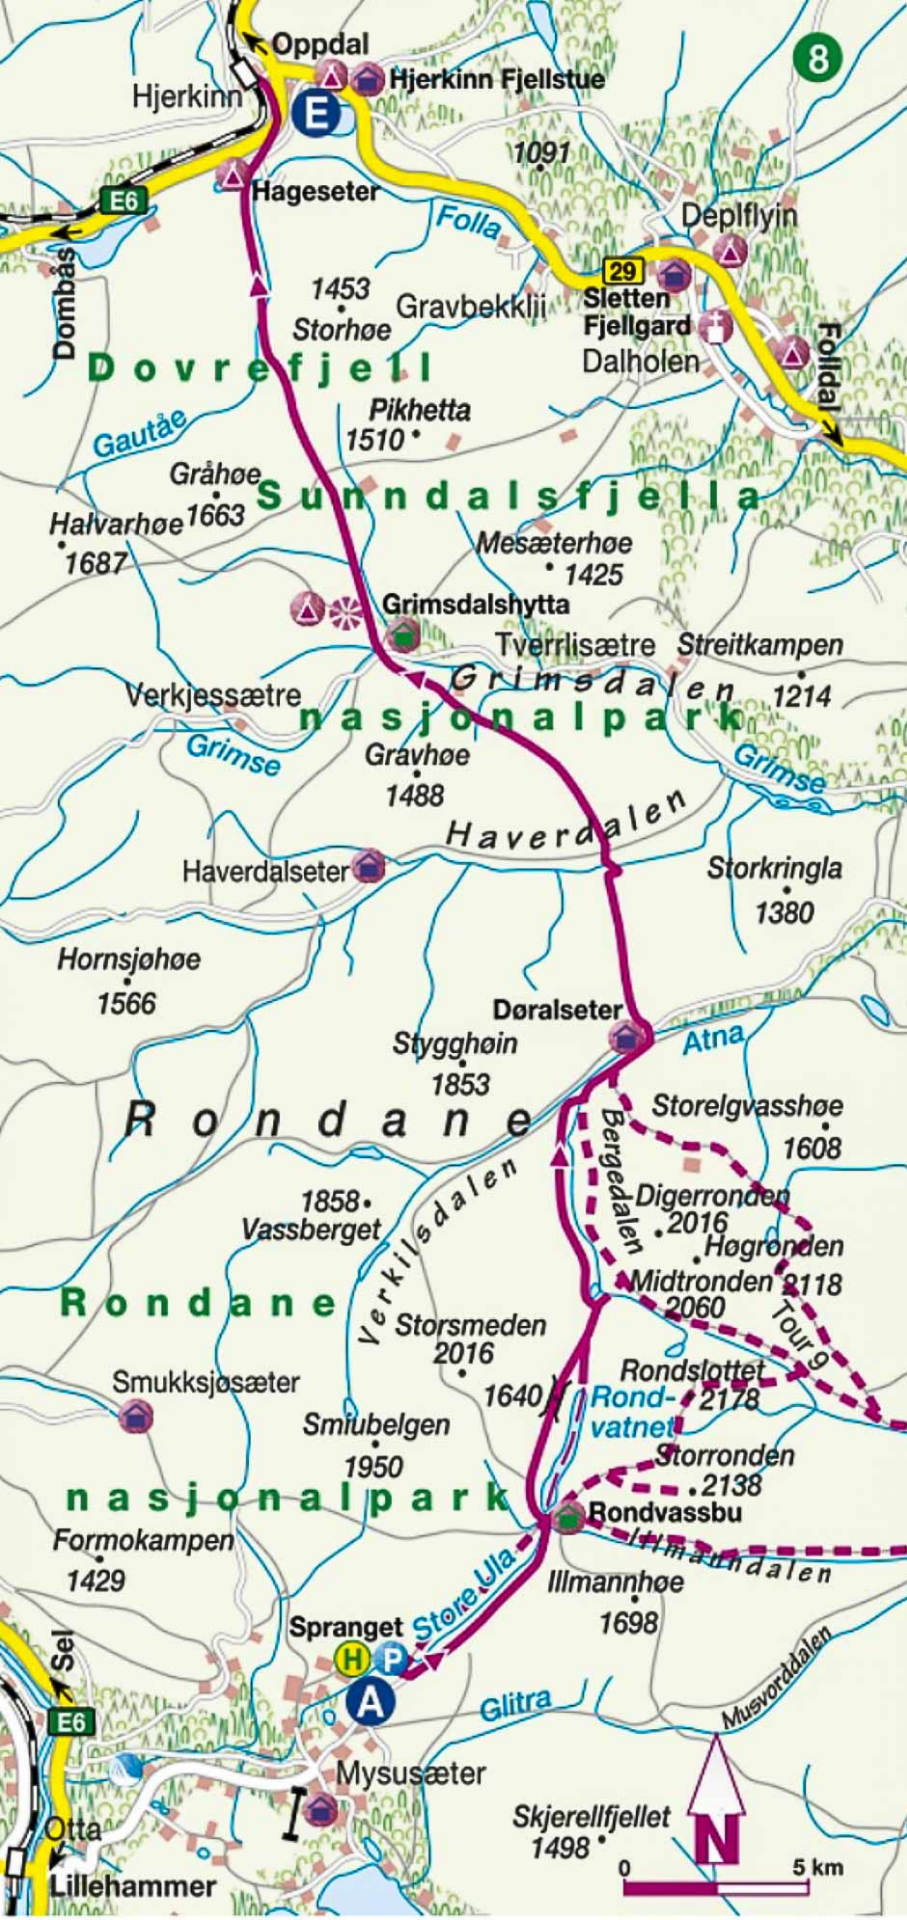 Oppdal
8
Hjerkinn
Hjerkinn Fjellstue
E
1091
Hageseter
E6
Folla
Deplflyin
Dombås
29
1453
Storhøe
Gravbekklii
Sletten
Fjellgard
Dalholen
Folldal
Dovrefjell
Pikhetta
1510
Gautåe
Gråhøe
1663
Sunndalsfjella
Halvarhøe
1687
Mesæterhøe
1425
Grimsdalshytta
Tverrlisætre
Streitkampen
1214
Grimsdalen
Verkjessætre
nasjonalpark
Grimse
Gravhøe
1488
Grimse
Haverdalen
Haverdalseter
Storkringla
1380
Hornsjøhøe
1566
Døralseter
Atna
Stygghøin
1853
Rondane
Storelgvasshøe
1608
Bergedalen
1858
Vassberget
Verkilsdalen
Digerronden
2016
Høgronden
2118
Midtronden
2060
Rondane
Storsmeden
2016
Tour 9
Smukksjøsæter
1640
Rondslottet
2178
Rond-
vatnet
Smiubelgen
1950
Storronden
2138
nasjonalpark
Rondvassbu
Formokampen
1429
Illmanndalen
Store Ula
Illmannhøe
1698
Spranget
H
P
A
Sel
E6
Glitra
Musvorddalen
Mysusæter
Otta
Skjerellfjellet
1498
N
Lillehammer
0 5 km